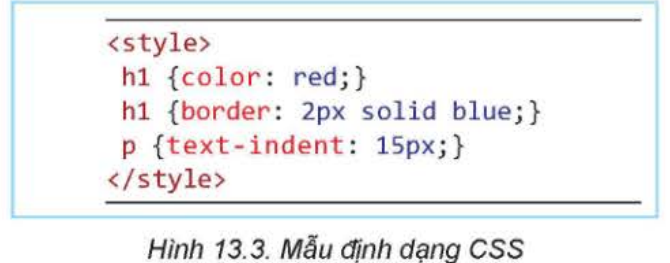 <style>
h1 {color: red;}
h1 {border: 2px solid blue;}
p {text-indent: 15px;}
</style>
Hình 13.3. Mẫu định dạng CSS